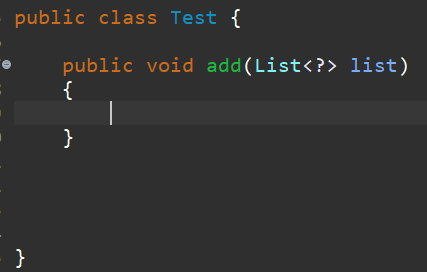 public class Test {
public void add(List<?> list)
{
}
}